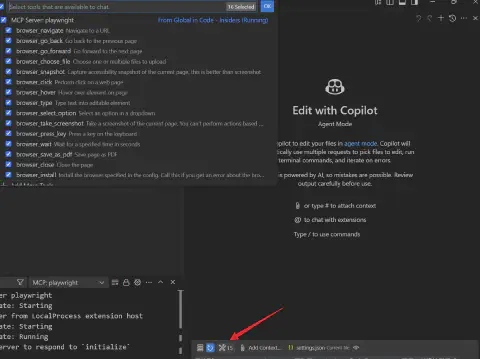 Select tools that are available to chat
16 Selected
OK
MCP Server: playwright
From Global in Code - Insiders (Running)
browser_navigate Navigate to a URL
browser_go_back Go back to the previous page
browser_go_forward Go forward to the next page
browser_choose_file Choose one or multiple files to upload
browser_snapshot Capture accessibility snapshot of the current page, this is better than screenshot
browser_click Perform click on a web page
browser_hover Hover over element on page
browser_type Type text into editable element
browser_select_option Select an option in a dropdown
browser_take_screenshot Take a screenshot of the current page. You can't perform actions based ...
browser_press_key Press a key on the keyboard
browser_wait Wait for a specified time in seconds
browser_save_as_pdf Save page as PDF
browser_close Close the page
browser_install Install the browser specified in the config. Call this if you get an error about the bro...
Add More Tools
Edit with Copilot
Agent Mode
opilot to edit your files in agent mode. Copilot will
ically use multiple requests to pick files to edit, run
terminal commands, and iterate on errors.
is powered by AI, so mistakes are possible. Review
output carefully before use.
or type # to attach context
@ to chat with extensions
Type / to use commands
MCP: playwright
er playwright
ate: Starting
er from LocalProcess extension host
ate: Starting
ate: Running
erver to respond to `initialize`
15
Add Context...
{} settings.json